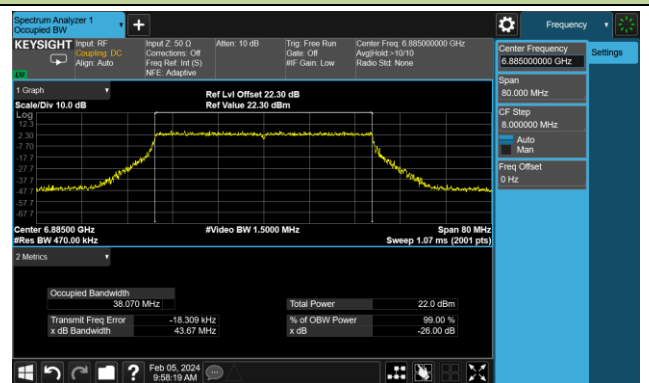 Spectrum Analyzer 1
Occupied BW
Frequency
KEYSIGHT
Input: RF
Coupling: DC
Align: Auto
Input Z: 50 Ω
Corrections: Off
Freq Ref: Int (S)
NFE: Adaptive
Atten: 10 dB
Trig: Free Run
Gate: Off
#IF Gain: Low
Center Freq: 6.885000000 GHz
Avg|Hold:>10/10
Radio Std: None
Center Frequency
6.885000000 GHz
Settings
Span
80.000 MHz
CF Step
8.000000 MHz
Auto
Man
Freq Offset
0 Hz
1 Graph
Scale/Div 10.0 dB
Ref Lvl Offset 22.30 dB
Ref Value 22.30 dBm
Log
12.3
2.30
-7.70
-17.7
-27.7
-37.7
-47.7
-57.7
-67.7
Center 6.88500 GHz
#Video BW 1.5000 MHz
Span 80 MHz
#Res BW 470.00 kHz
Sweep 1.07 ms (2001 pts)
2 Metrics
Occupied Bandwidth
38.070 MHz
Total Power 22.0 dBm
Transmit Freq Error -18.309 kHz
% of OBW Power 99.00 %
x dB Bandwidth 43.67 MHz
x dB -26.00 dB
Feb 05, 2024
9:58:19 AM